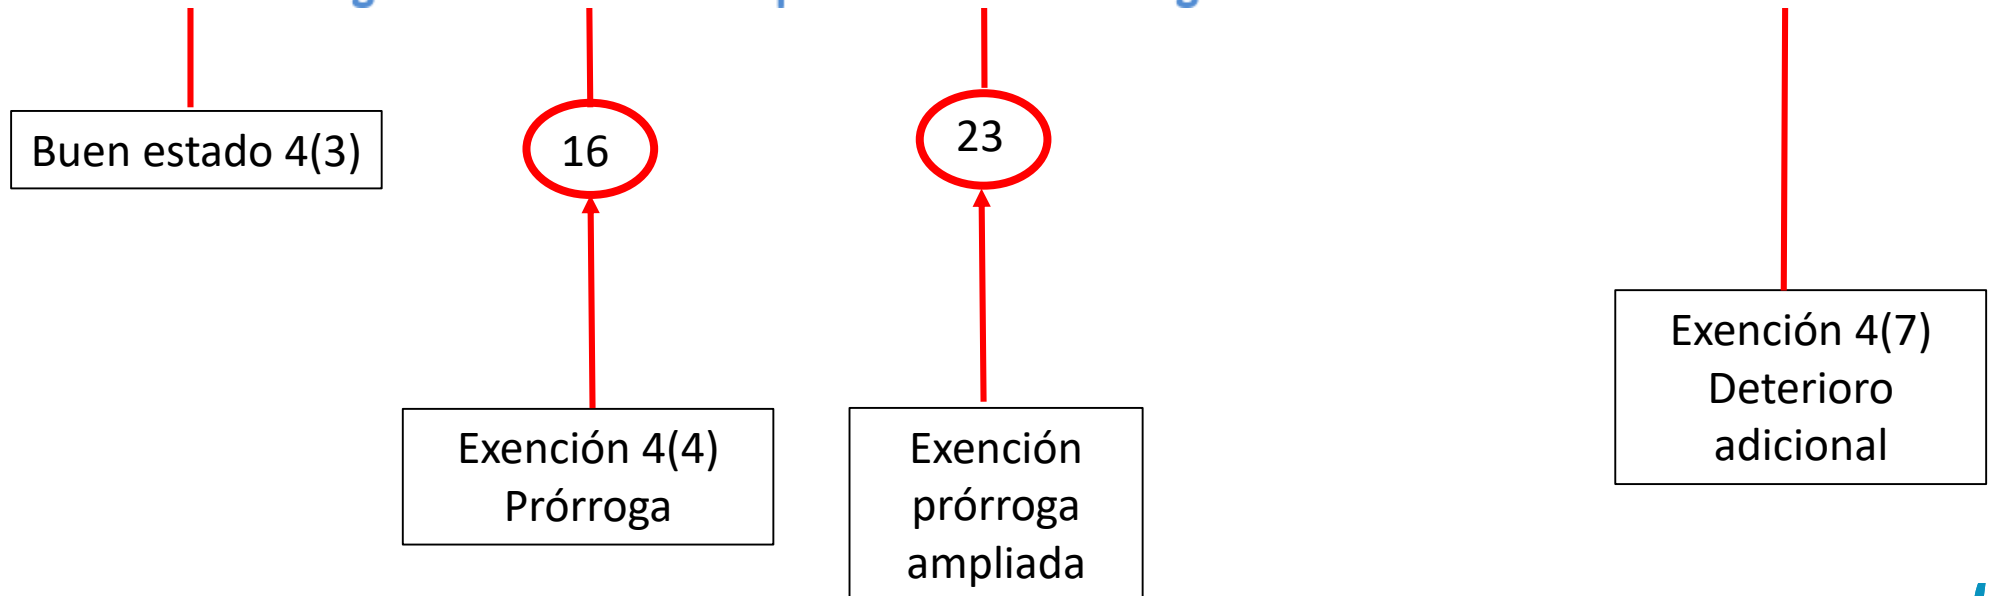 Buen estado 4(3)
16
23
Exención 4(4)
Prórroga
Exención
prórroga
ampliada
Exención 4(7)
Deterioro
adicional